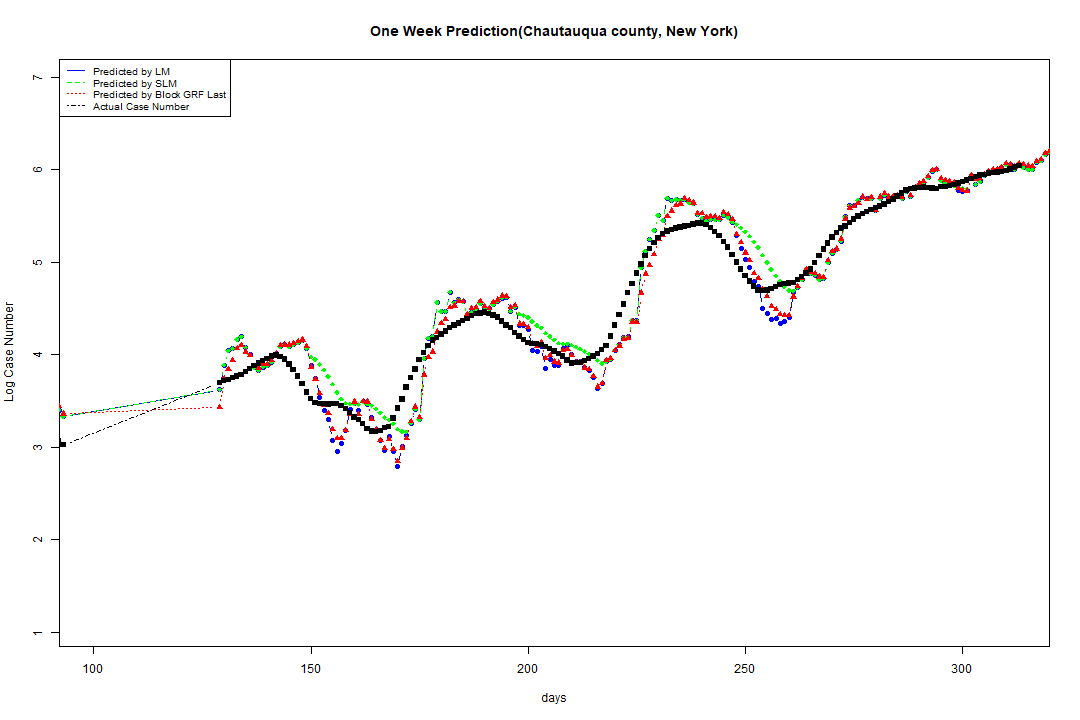 One Week Prediction(Chautauqua county, New York)
Predicted by LM
Predicted by SLM
Predicted by Block GRF Last
Actual Case Number
7
6
5
4
3
2
1
Log Case Number
100 150 200 250 300
days